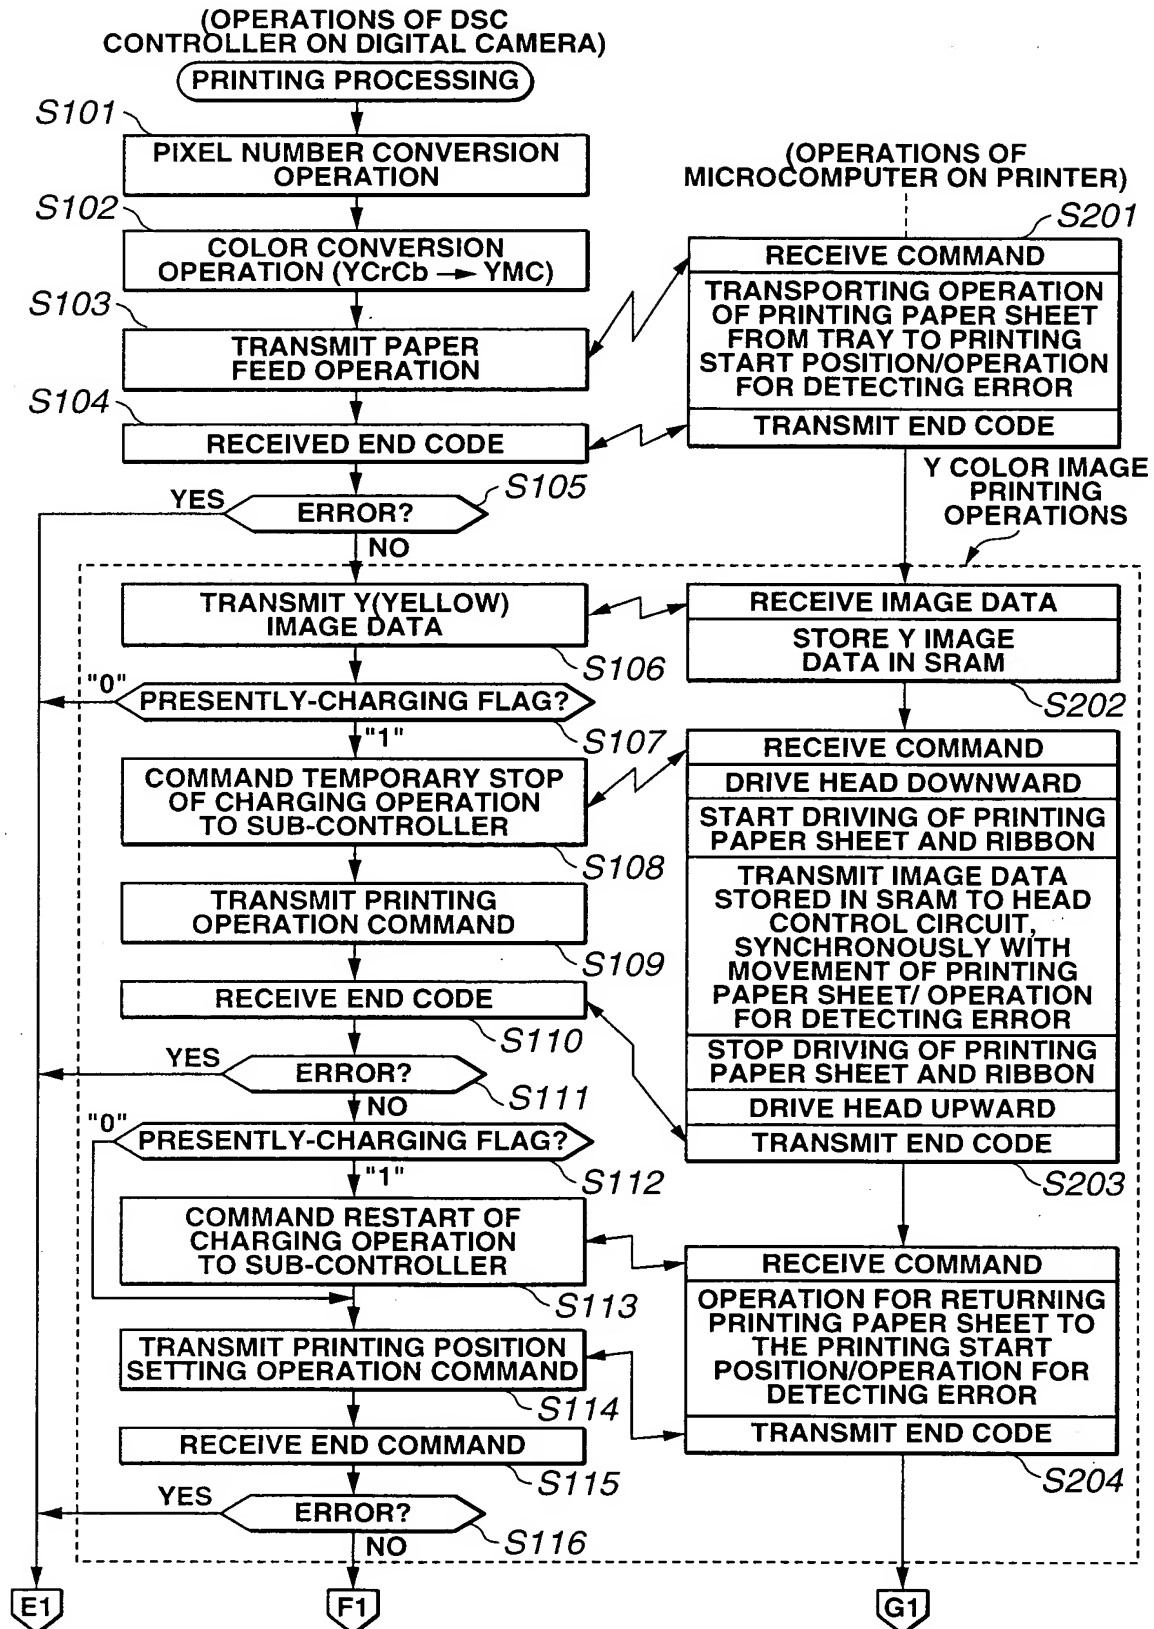 (OPERATIONS OF DSC
CONTROLLER ON DIGITAL CAMERA)
PRINTING PROCESSING
S101
PIXEL NUMBER CONVERSION
OPERATION
S102
COLOR CONVERSION
OPERATION (YCrCb → YMC)
S103
TRANSMIT PAPER
FEED OPERATION
S104
RECEIVED END CODE
S105
YES
ERROR?
NO
(OPERATIONS OF
MICROCOMPUTER ON PRINTER)
S201
RECEIVE COMMAND
TRANSPORTING OPERATION
OF PRINTING PAPER SHEET
FROM TRAY TO PRINTING
START POSITION/OPERATION
FOR DETECTING ERROR
TRANSMIT END CODE
Y COLOR IMAGE
PRINTING
OPERATIONS
TRANSMIT Y(YELLOW)
IMAGE DATA
S106
"0"
PRESENTLY-CHARGING FLAG?
"1"
S107
COMMAND TEMPORARY STOP
OF CHARGING OPERATION
TO SUB-CONTROLLER
S108
TRANSMIT PRINTING
OPERATION COMMAND
S109
RECEIVE END CODE
S110
YES
ERROR?
S111
NO
"0"
PRESENTLY-CHARGING FLAG?
"1"
S112
COMMAND RESTART OF
CHARGING OPERATION
TO SUB-CONTROLLER
S113
TRANSMIT PRINTING POSITION
SETTING OPERATION COMMAND
S114
RECEIVE END COMMAND
S115
YES
ERROR?
S116
NO
RECEIVE IMAGE DATA
STORE Y IMAGE
DATA IN SRAM
S202
RECEIVE COMMAND
DRIVE HEAD DOWNWARD
START DRIVING OF PRINTING
PAPER SHEET AND RIBBON
TRANSMIT IMAGE DATA
STORED IN SRAM TO HEAD
CONTROL CIRCUIT,
SYNCHRONOUSLY WITH
MOVEMENT OF PRINTING
PAPER SHEET/ OPERATION
FOR DETECTING ERROR
STOP DRIVING OF PRINTING
PAPER SHEET AND RIBBON
DRIVE HEAD UPWARD
TRANSMIT END CODE
S203
RECEIVE COMMAND
OPERATION FOR RETURNING
PRINTING PAPER SHEET TO
THE PRINTING START
POSITION/OPERATION FOR
DETECTING ERROR
TRANSMIT END CODE
S204
E1
F1
G1